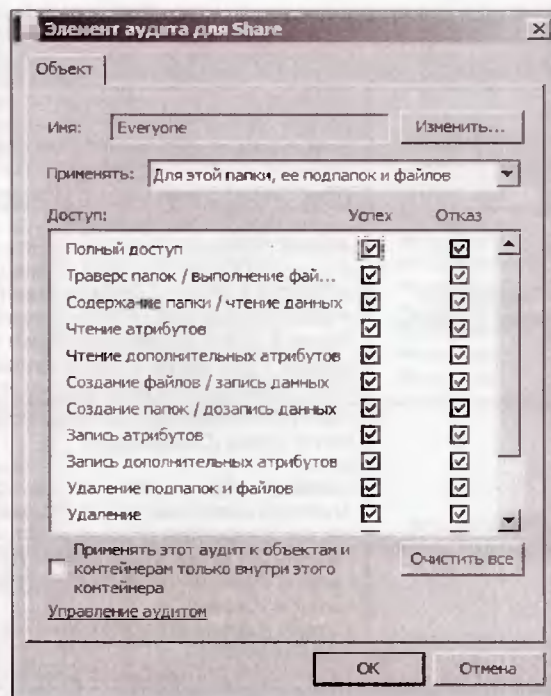 Элемент аудита для Share
Объект
Имя: Everyone Изменить...
Применять: Для этой папки, ее подпапок и файлов
Доступ: Успех Отказ
Полный доступ
Траверс папок / выполнение фай...
Содержание папки / чтение данных
Чтение атрибутов
Чтение дополнительных атрибутов
Создание файлов / запись данных
Создание папок / дозапись данных
Запись атрибутов
Запись дополнительных атрибутов
Удаление подпапок и файлов
Удаление
Применять этот аудит к объектам и
контейнерам только внутри этого
контейнера
Очистить все
Управление аудитом
OK Отмена